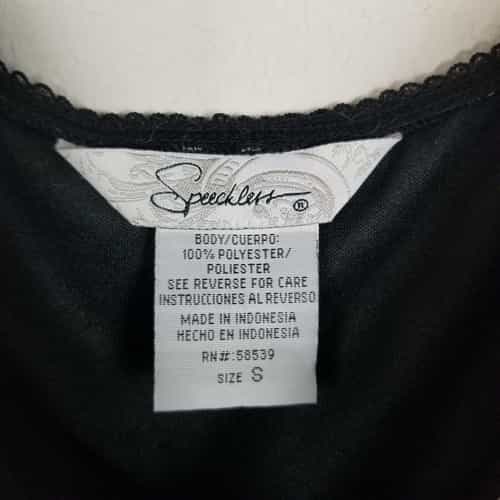 Speechless ®
BODY/CUERPO:
100% POLYESTER/
POLIESTER
SEE REVERSE FOR CARE
INSTRUCCIONES AL REVERSO
MADE IN INDONESIA
HECHO EN INDONESIA
RN#:58539
SIZE S